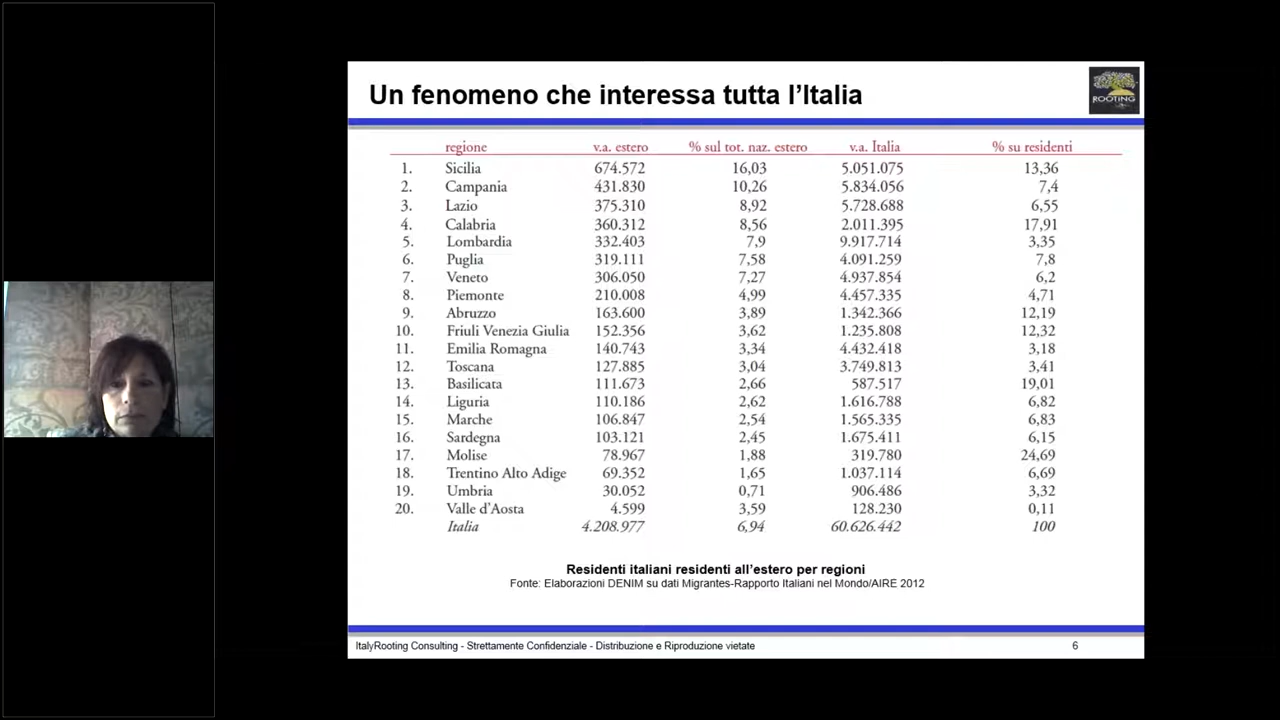 Un fenomeno che interessa tutta l'Italia
ROOTING
regione v.a. estero % sul tot. naz. estero v.a. Italia % su residenti
1. Sicilia 674.572 16,03 5.051.075 13,36
2. Campania 431.830 10,26 5.834.056 7,4
3. Lazio 375.310 8,92 5.728.688 6,55
4. Calabria 360.312 8,56 2.011.395 17,91
5. Lombardia 332.403 7,9 9.917.714 3,35
6. Puglia 319.111 7,58 4.091.259 7,8
7. Veneto 306.050 7,27 4.937.854 6,2
8. Piemonte 210.008 4,99 4.457.335 4,71
9. Abruzzo 163.600 3,89 1.342.366 12,19
10. Friuli Venezia Giulia 152.356 3,62 1.235.808 12,32
11. Emilia Romagna 140.743 3,34 4.432.418 3,18
12. Toscana 127.885 3,04 3.749.813 3,41
13. Basilicata 111.673 2,66 587.517 19,01
14. Liguria 110.186 2,62 1.616.788 6,82
15. Marche 106.847 2,54 1.565.335 6,83
16. Sardegna 103.121 2,45 1.675.411 6,15
17. Molise 78.967 1,88 319.780 24,69
18. Trentino Alto Adige 69.352 1,65 1.037.114 6,69
19. Umbria 30.052 0,71 906.486 3,32
20. Valle d'Aosta 4.599 3,59 128.230 0,11
Italia 4.208.977 6,94 60.626.442 100
Residenti italiani residenti all'estero per regioni
Fonte: Elaborazioni DENIM su dati Migrantes-Rapporto Italiani nel Mondo/AIRE 2012
ItalyRooting Consulting - Strettamente Confidenziale - Distribuzione e Riproduzione vietate 6